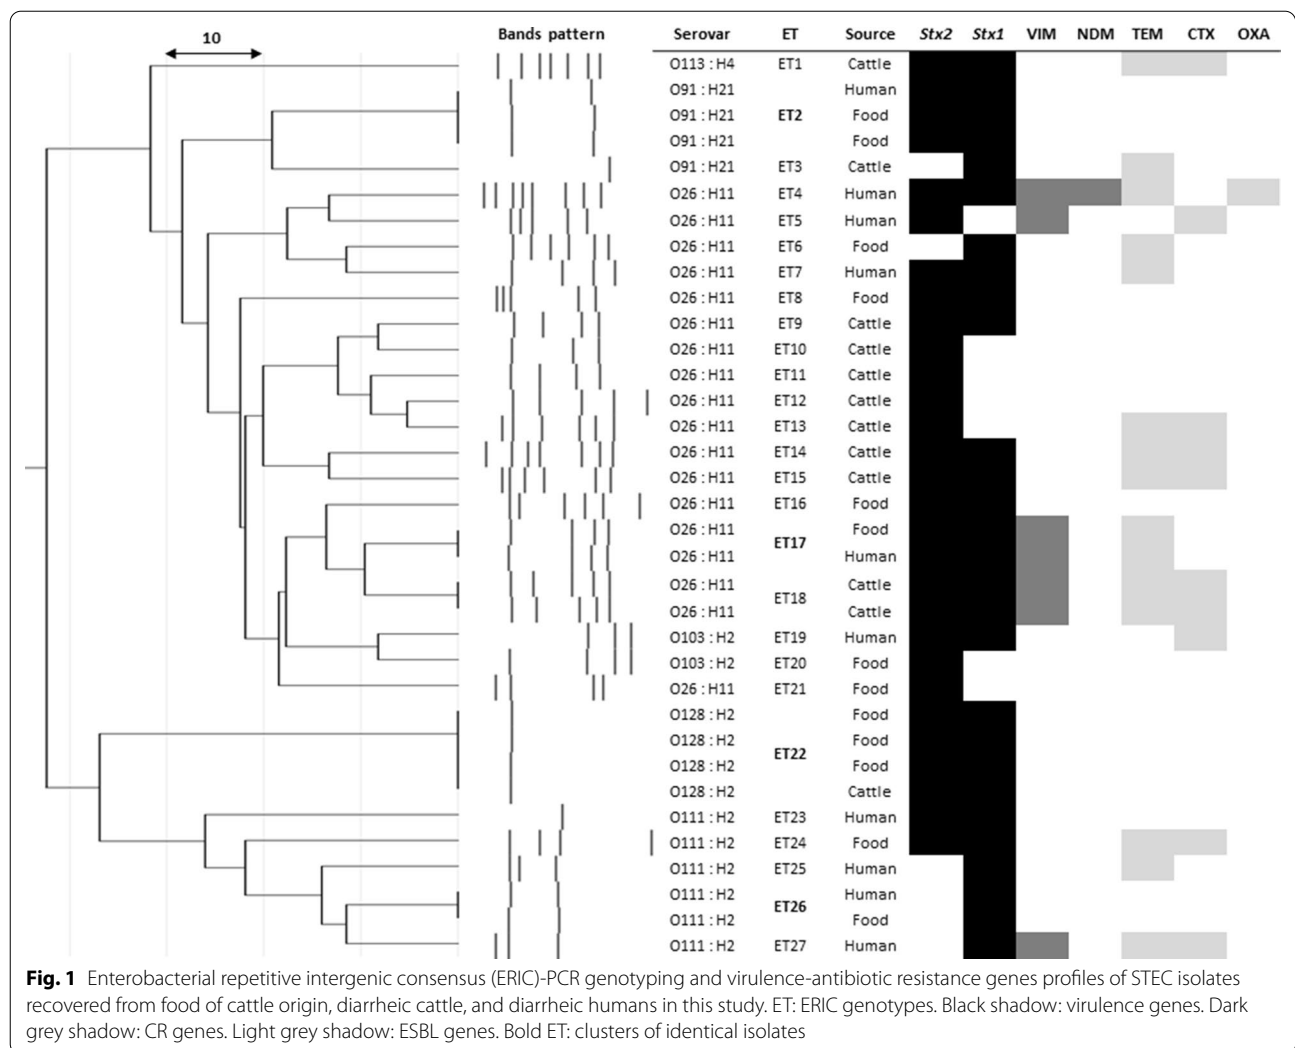 10
Bands pattern Serovar ET Source Stx2 Stx1 VIM NDM TEM CTX OXA
O113 : H4 ET1 Cattle
O91 : H21 Human
O91 : H21 ET2 Food
O91 : H21 Food
O91 : H21 ET3 Cattle
O26 : H11 ET4 Human
O26 : H11 ET5 Human
O26 : H11 ET6 Food
O26 : H11 ET7 Human
O26 : H11 ET8 Food
O26 : H11 ET9 Cattle
O26 : H11 ET10 Cattle
O26 : H11 ET11 Cattle
O26 : H11 ET12 Cattle
O26 : H11 ET13 Cattle
O26 : H11 ET14 Cattle
O26 : H11 ET15 Cattle
O26 : H11 ET16 Food
O26 : H11 Food
ET17
O26 : H11 Human
O26 : H11 Cattle
ET18
O26 : H11 Cattle
O103 : H2 ET19 Human
O103 : H2 ET20 Food
O26 : H11 ET21 Food
O128 : H2 Food
O128 : H2 Food
ET22
O128 : H2 Food
O128 : H2 Cattle
O111 : H2 ET23 Human
O111 : H2 ET24 Food
O111 : H2 ET25 Human
O111 : H2 Human
ET26
O111 : H2 Food
O111 : H2 ET27 Human
Fig. 1 Enterobacterial repetitive intergenic consensus (ERIC)-PCR genotyping and virulence-antibiotic resistance genes profiles of STEC isolates
recovered from food of cattle origin, diarrheic cattle, and diarrheic humans in this study. ET: ERIC genotypes. Black shadow: virulence genes. Dark
grey shadow: CR genes. Light grey shadow: ESBL genes. Bold ET: clusters of identical isolates